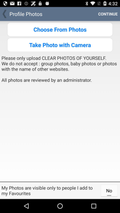 4:32
Profile Photos
CONTINUE
Choose From Photos
Take Photo with Camera
Please only upload CLEAR PHOTOS OF YOURSELF.
We do not accept : group photos, baby photos or photos
with the name of other websites.
All photos are reviewed by an administrator.
My Photos are visible only to people I add to
my Favourites
No